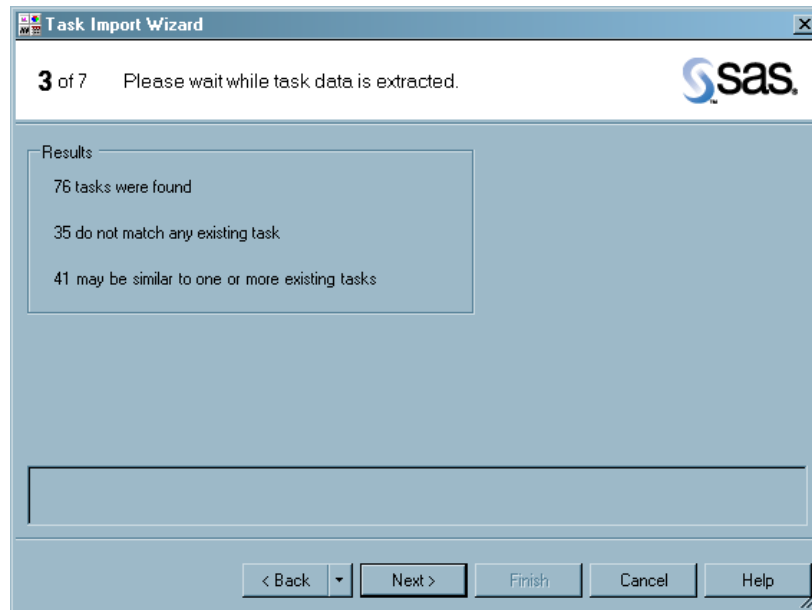 Task Import Wizard
3 of 7 Please wait while task data is extracted.
sas.
Results
76 tasks were found
35 do not match any existing task
41 may be similar to one or more existing tasks
< Back
Next >
Finish
Cancel
Help